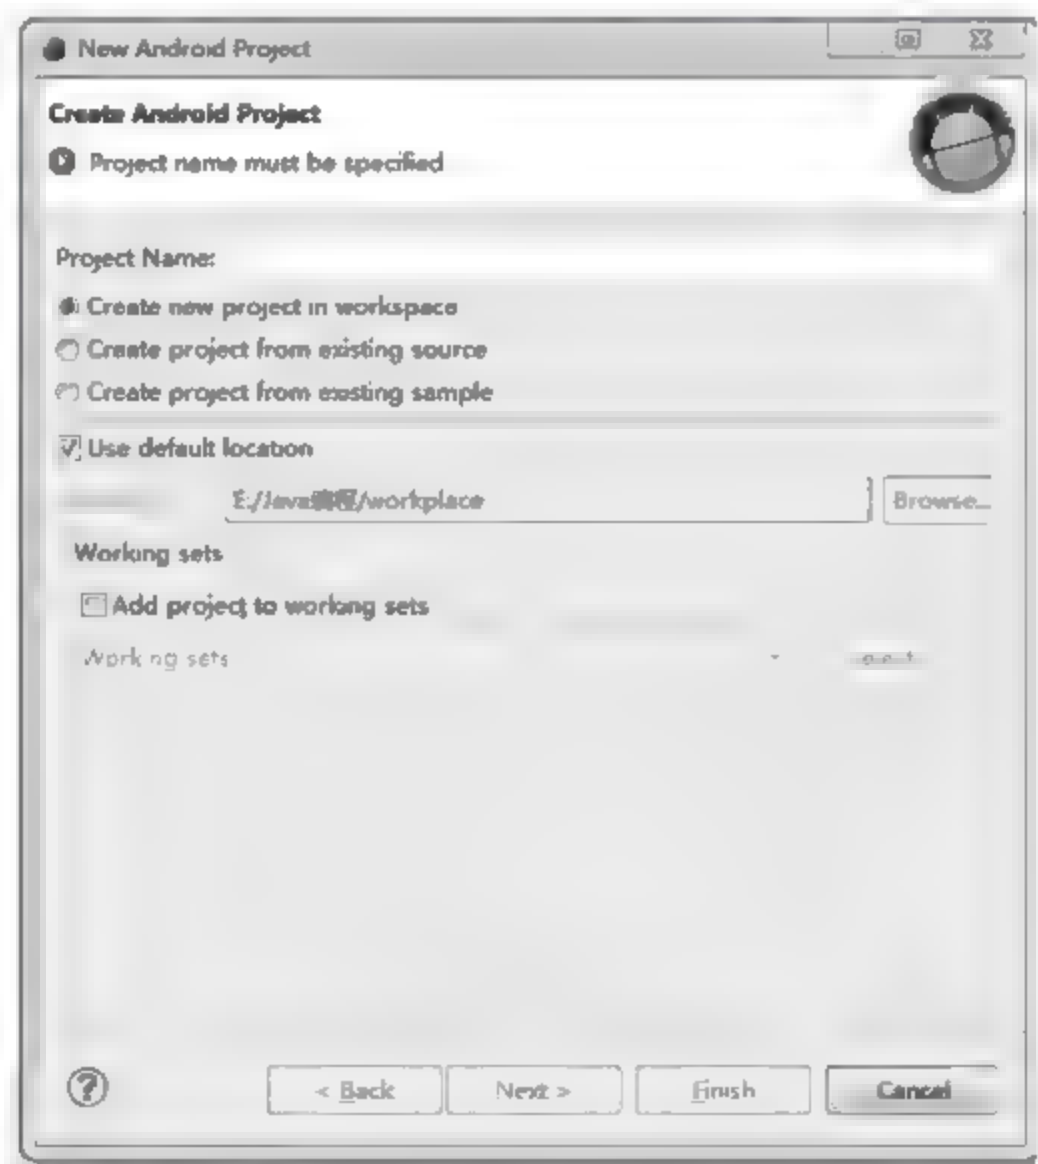 New Android Project
Create Android Project
Project name must be specified
Project Name:
Create new project in workspace
Create project from existing source
Create project from existing sample
Use default location
E:/Java编程/workplace Browse...
Working sets
Add project to working sets
Working sets
< Back Next > Finish Cancel